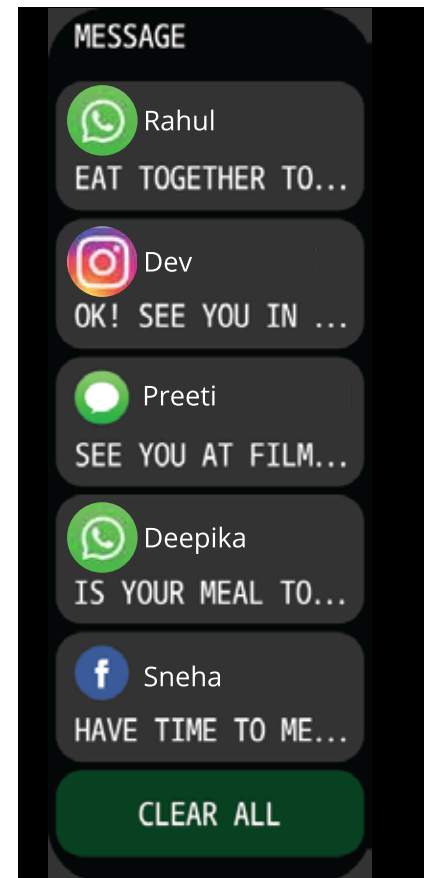 MESSAGE
Rahul
EAT TOGETHER TO...
Dev
OK! SEE YOU IN ...
Preeti
SEE YOU AT FILM...
Deepika
IS YOUR MEAL TO...
Sneha
HAVE TIME TO ME...
CLEAR ALL